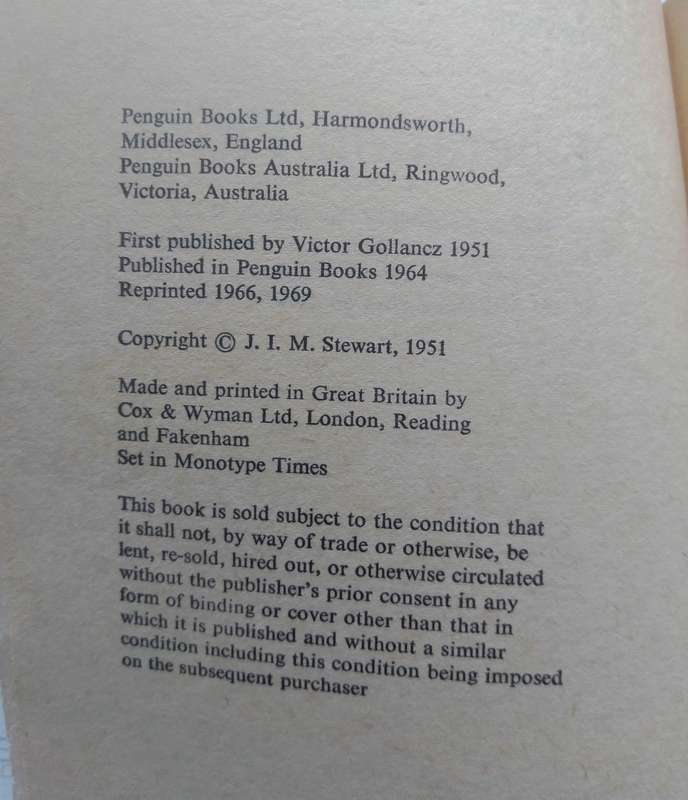 Penguin Books Ltd, Harmondsworth,
Middlesex, England
Penguin Books Australia Ltd, Ringwood,
Victoria, Australia
First published by Victor Gollancz 1951
Published in Penguin Books 1964
Reprinted 1966, 1969
Copyright © J. I. M. Stewart, 1951
Made and printed in Great Britain by
Cox & Wyman Ltd, London, Reading
and Fakenham
Set in Monotype Times
This book is sold subject to the condition that
it shall not, by way of trade or otherwise, be
lent, re-sold, hired out, or otherwise circulated
without the publisher's prior consent in any
form of binding or cover other than that in
which it is published and without a similar
condition including this condition being imposed
on the subsequent purchaser